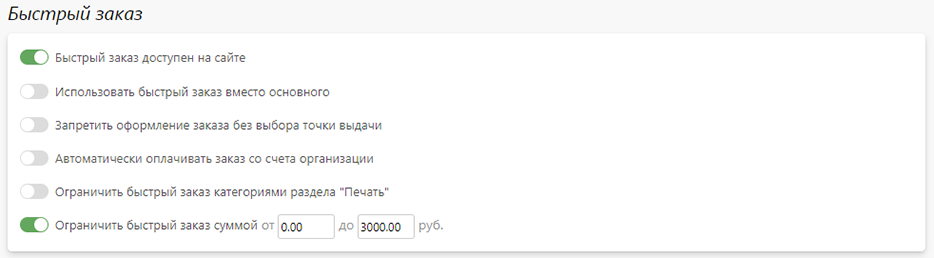 Быстрый заказ
Быстрый заказ доступен на сайте
Использовать быстрый заказ вместо основного
Запретить оформление заказа без выбора точки выдачи
Автоматически оплачивать заказ со счета организации
Ограничить быстрый заказ категориями раздела "Печать"
Ограничить быстрый заказ суммой от 0.00 до 3000.00 руб.